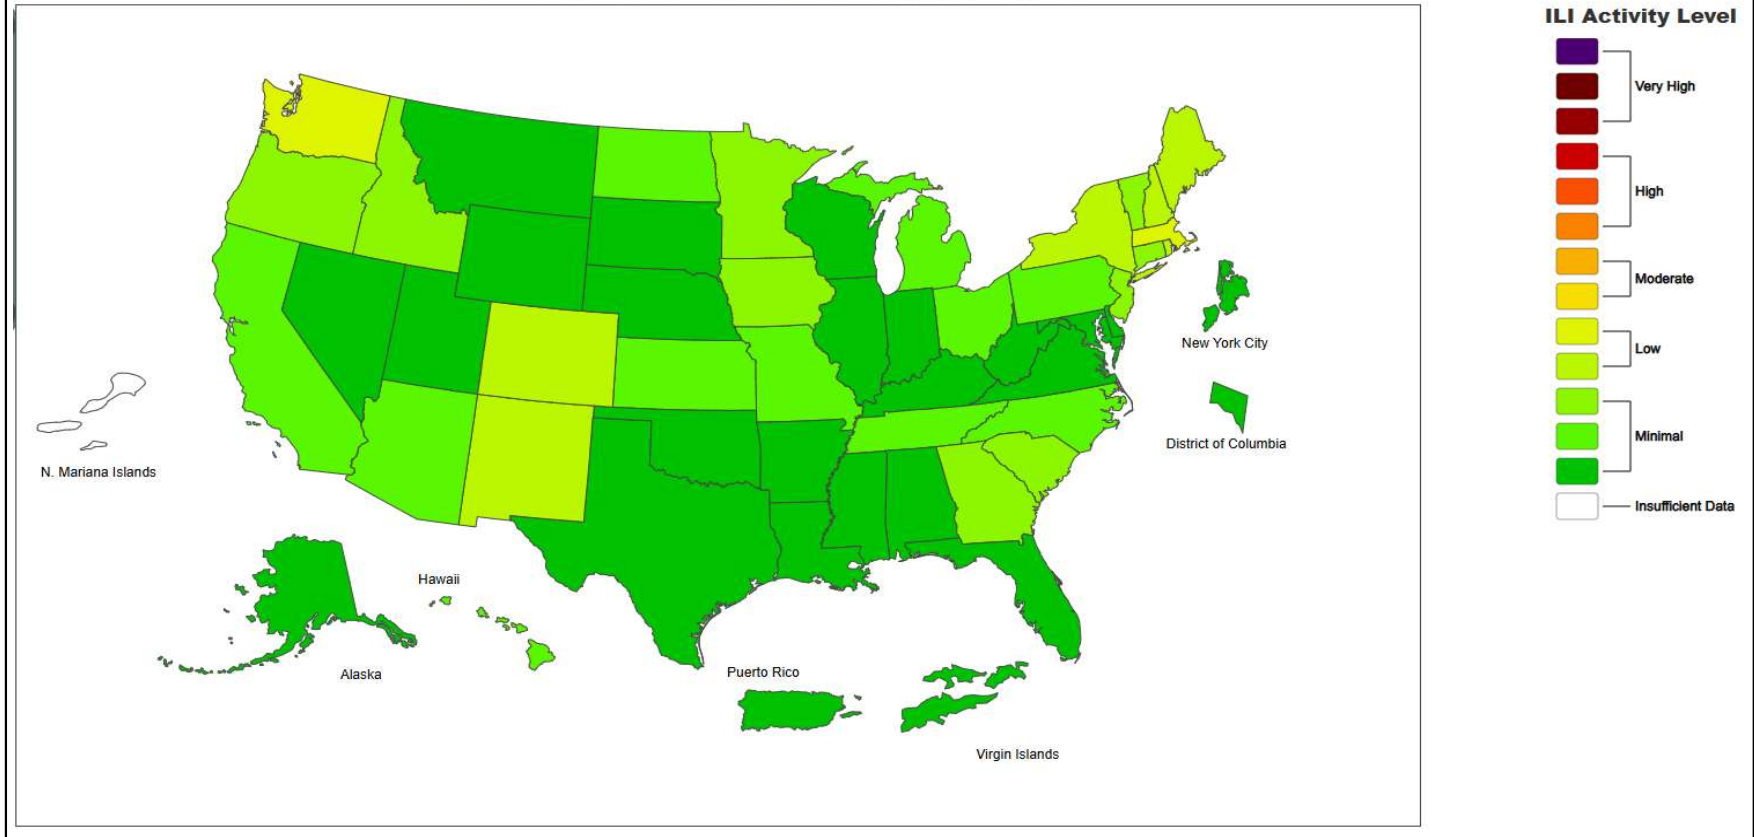 ILI Activity Level
Very High
High
Moderate
Low
Minimal
Insufficient Data
New York City
District of Columbia
N. Mariana Islands
Hawaii
Alaska
Puerto Rico
Virgin Islands